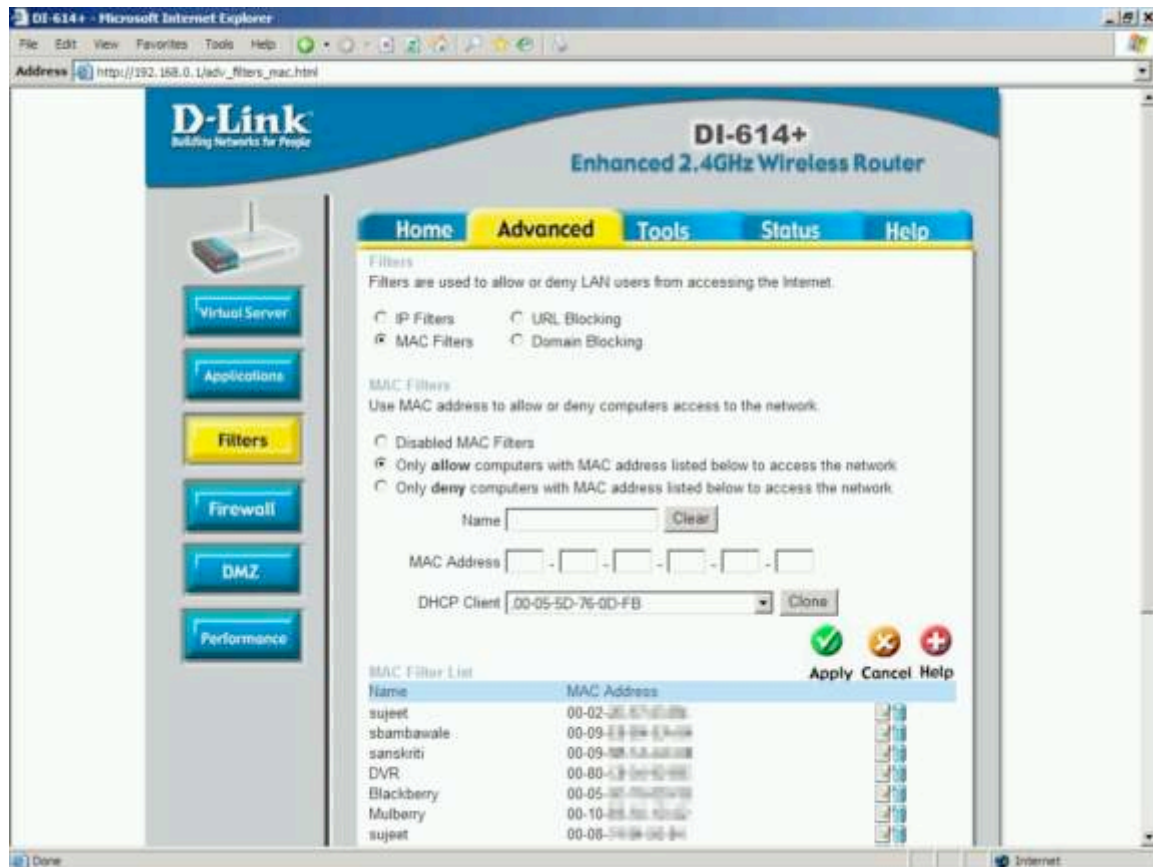 DI-614+ - Microsoft Internet Explorer
File Edit View Favorites Tools Help
Address http://192.168.0.1/adv_filters_mac.html
D-Link
Building Networks for People
DI-614+
Enhanced 2.4GHz Wireless Router
Home Advanced Tools Status Help
Filters
Filters are used to allow or deny LAN users from accessing the Internet.
IP Filters URL Blocking
MAC Filters Domain Blocking
MAC Filters
Use MAC address to allow or deny computers access to the network.
Disabled MAC Filters
Only allow computers with MAC address listed below to access the network
Only deny computers with MAC address listed below to access the network
Name Clear
MAC Address - - - - -
DHCP Client .00-05-5D-76-0D-FB Clone
Apply Cancel Help
MAC Filter List
Name MAC Address
sujeet 00-02-
sbambawale 00-09-
sanskriti 00-09-
DVR 00-80-
Blackberry 00-05-
Mulberry 00-10-
sujeet 00-08-
Virtual Server
Applications
Filters
Firewall
DMZ
Performance
Done Internet